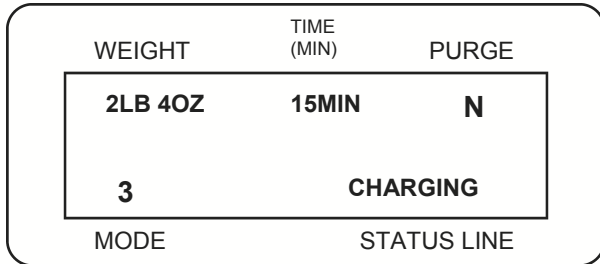 TIME
WEIGHT (MIN) PURGE
2LB 4OZ 15MIN N
3 CHARGING
MODE STATUS LINE